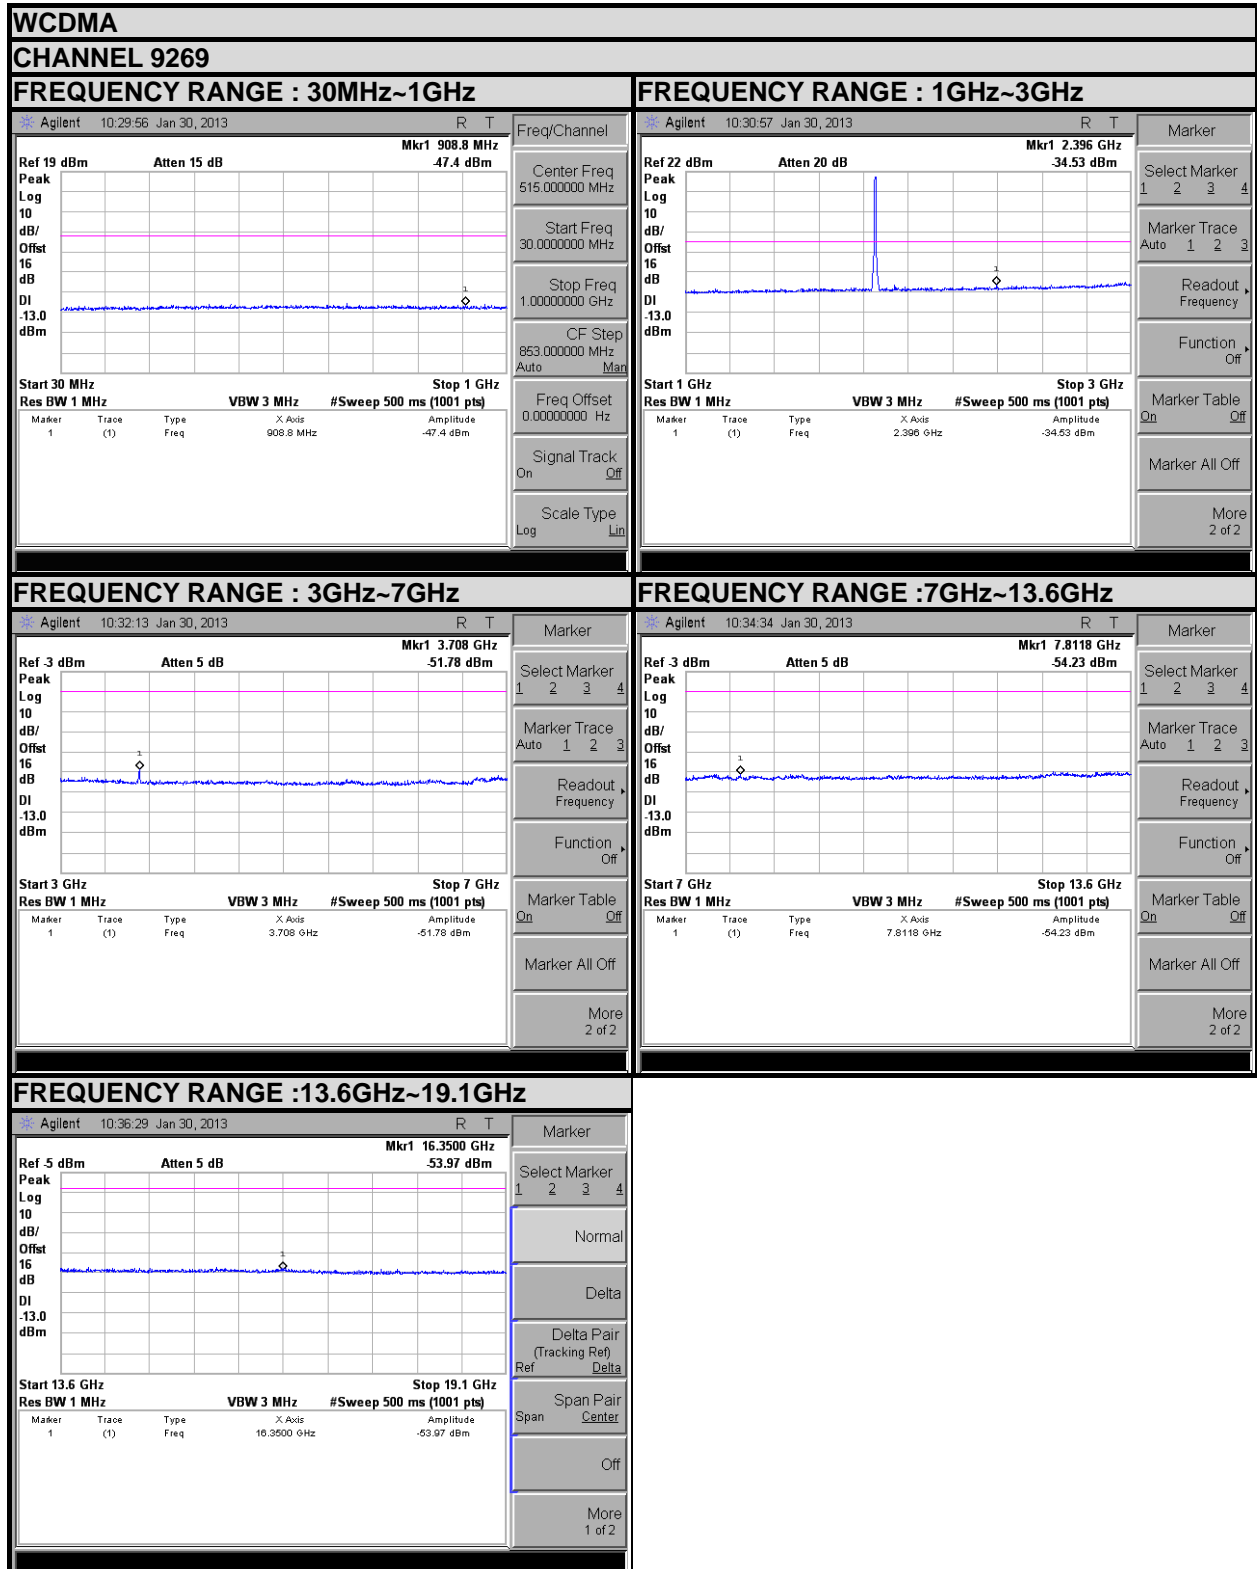 WCDMA
CHANNEL 9269
FREQUENCY RANGE : 30MHz~1GHz
Agilent 10:29:56 Jan 30, 2013 R T
Mkr1 908.8 MHz
Ref 19 dBm Atten 15 dB -47.4 dBm
Peak
Log
10
dB/
Offst
16
dB
DI
-13.0
dBm
1
Start 30 MHz Stop 1 GHz
Res BW 1 MHz VBW 3 MHz #Sweep 500 ms (1001 pts)
Marker Trace Type X Axis Amplitude
1 (1) Freq 908.8 MHz -47.4 dBm
Freq/Channel
Center Freq
515.000000 MHz
Start Freq
30.0000000 MHz
Stop Freq
1.00000000 GHz
CF Step
853.000000 MHz
Auto Man
Freq Offset
0.00000000 Hz
Signal Track
On Off
Scale Type
Log Lin
FREQUENCY RANGE : 1GHz~3GHz
Agilent 10:30:57 Jan 30, 2013 R T
Mkr1 2.396 GHz
Ref 22 dBm Atten 20 dB -34.53 dBm
Peak
Log
10
dB/
Offst
16
dB
DI
-13.0
dBm
1
Start 1 GHz Stop 3 GHz
Res BW 1 MHz VBW 3 MHz #Sweep 500 ms (1001 pts)
Marker Trace Type X Axis Amplitude
1 (1) Freq 2.396 GHz -34.53 dBm
Marker
Select Marker
1 2 3 4
Marker Trace
Auto 1 2 3
Readout
Frequency
Function
Off
Marker Table
On Off
Marker All Off
More
2 of 2
FREQUENCY RANGE : 3GHz~7GHz
Agilent 10:32:13 Jan 30, 2013 R T
Mkr1 3.708 GHz
Ref -3 dBm Atten 5 dB -51.78 dBm
Peak
Log
10
dB/
Offst
16
dB
DI
-13.0
dBm
1
Start 3 GHz Stop 7 GHz
Res BW 1 MHz VBW 3 MHz #Sweep 500 ms (1001 pts)
Marker Trace Type X Axis Amplitude
1 (1) Freq 3.708 GHz -51.78 dBm
Marker
Select Marker
1 2 3 4
Marker Trace
Auto 1 2 3
Readout
Frequency
Function
Off
Marker Table
On Off
Marker All Off
More
2 of 2
FREQUENCY RANGE :7GHz~13.6GHz
Agilent 10:34:34 Jan 30, 2013 R T
Mkr1 7.8118 GHz
Ref -3 dBm Atten 5 dB -54.23 dBm
Peak
Log
10
dB/
Offst
16
dB
DI
-13.0
dBm
1
Start 7 GHz Stop 13.6 GHz
Res BW 1 MHz VBW 3 MHz #Sweep 500 ms (1001 pts)
Marker Trace Type X Axis Amplitude
1 (1) Freq 7.8118 GHz -54.23 dBm
Marker
Select Marker
1 2 3 4
Marker Trace
Auto 1 2 3
Readout
Frequency
Function
Off
Marker Table
On Off
Marker All Off
More
2 of 2
FREQUENCY RANGE :13.6GHz~19.1GHz
Agilent 10:36:29 Jan 30, 2013 R T
Mkr1 16.3500 GHz
Ref -5 dBm Atten 5 dB -53.97 dBm
Peak
Log
10
dB/
Offst
16
dB
DI
-13.0
dBm
1
Start 13.6 GHz Stop 19.1 GHz
Res BW 1 MHz VBW 3 MHz #Sweep 500 ms (1001 pts)
Marker Trace Type X Axis Amplitude
1 (1) Freq 16.3500 GHz -53.97 dBm
Marker
Select Marker
1 2 3 4
Normal
Delta
Delta Pair
(Tracking Ref)
Ref Delta
Span Pair
Span Center
Off
More
1 of 2